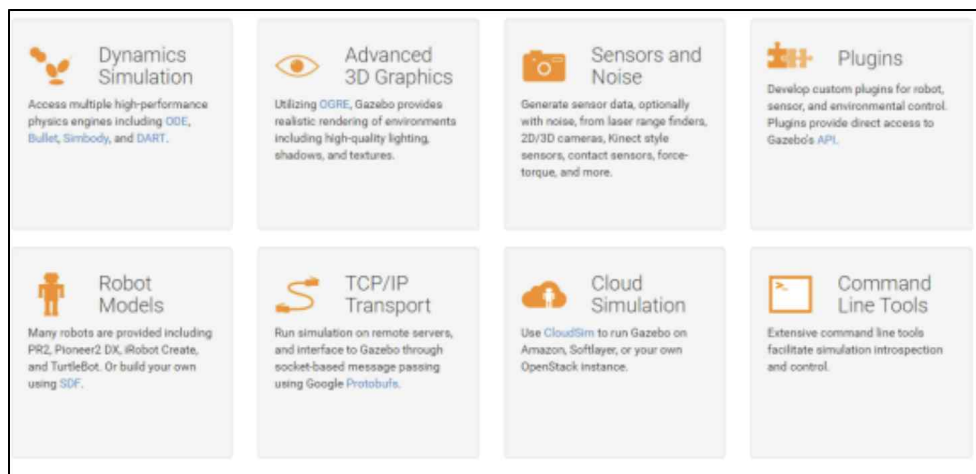 Dynamics
Simulation
Access multiple high-performance
physics engines including ODE,
Bullet, Simbody, and DART.
Advanced
3D Graphics
Utilizing OGRE, Gazebo provides
realistic rendering of environments
including high-quality lighting,
shadows, and textures.
Sensors and
Noise
Generate sensor data, optionally
with noise, from laser range finders,
2D/3D cameras, Kinect style
sensors, contact sensors, force-
torque, and more.
Plugins
Develop custom plugins for robot,
sensor, and environmental control.
Plugins provide direct access to
Gazebo's API.
Robot
Models
Many robots are provided including
PR2, Pioneer2 DX, iRobot Create,
and TurtleBot. Or build your own
using SDF.
TCP/IP
Transport
Run simulation on remote servers,
and interface to Gazebo through
socket-based message passing
using Google Protobufs.
Cloud
Simulation
Use CloudSim to run Gazebo on
Amazon, Softlayer, or your own
OpenStack instance.
Command
Line Tools
Extensive command line tools
facilitate simulation introspection
and control.